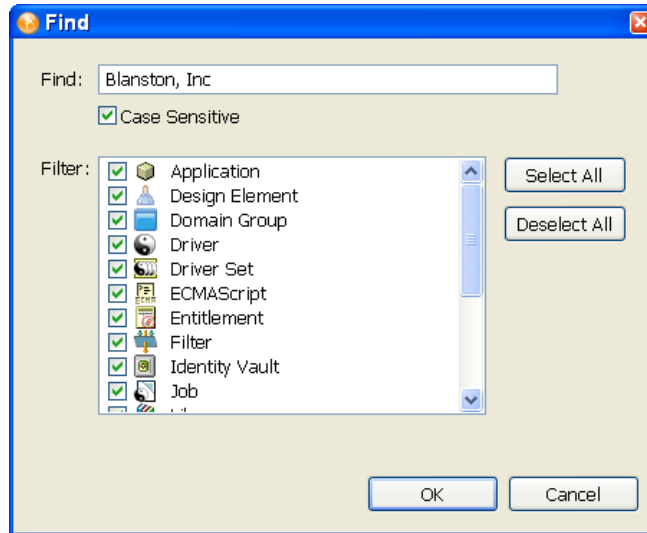 Find
Find: Blanston, Inc
Case Sensitive
Filter:
Application
Design Element
Domain Group
Driver
Driver Set
ECMAScript
Entitlement
Filter
Identity Vault
Job
Select All
Deselect All
OK
Cancel